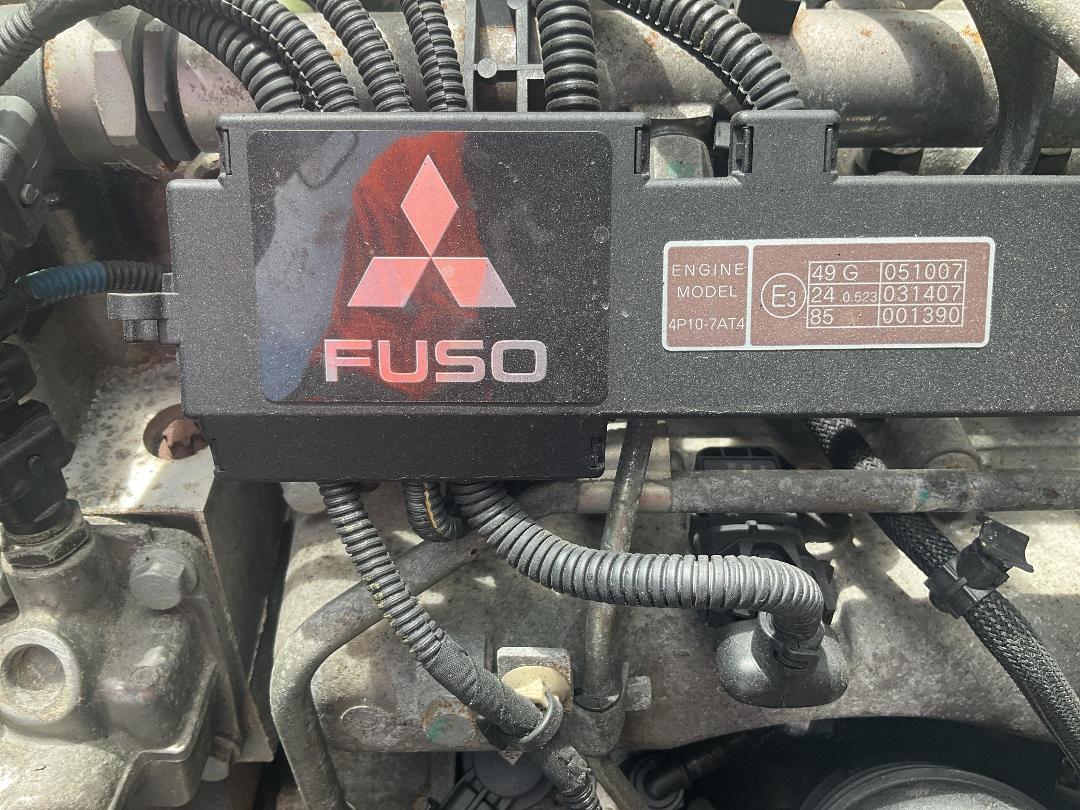 FUSO
ENGINE
MODEL
4P10-7AT4
E3
49 G 051007
24 0.523 031407
85 001390